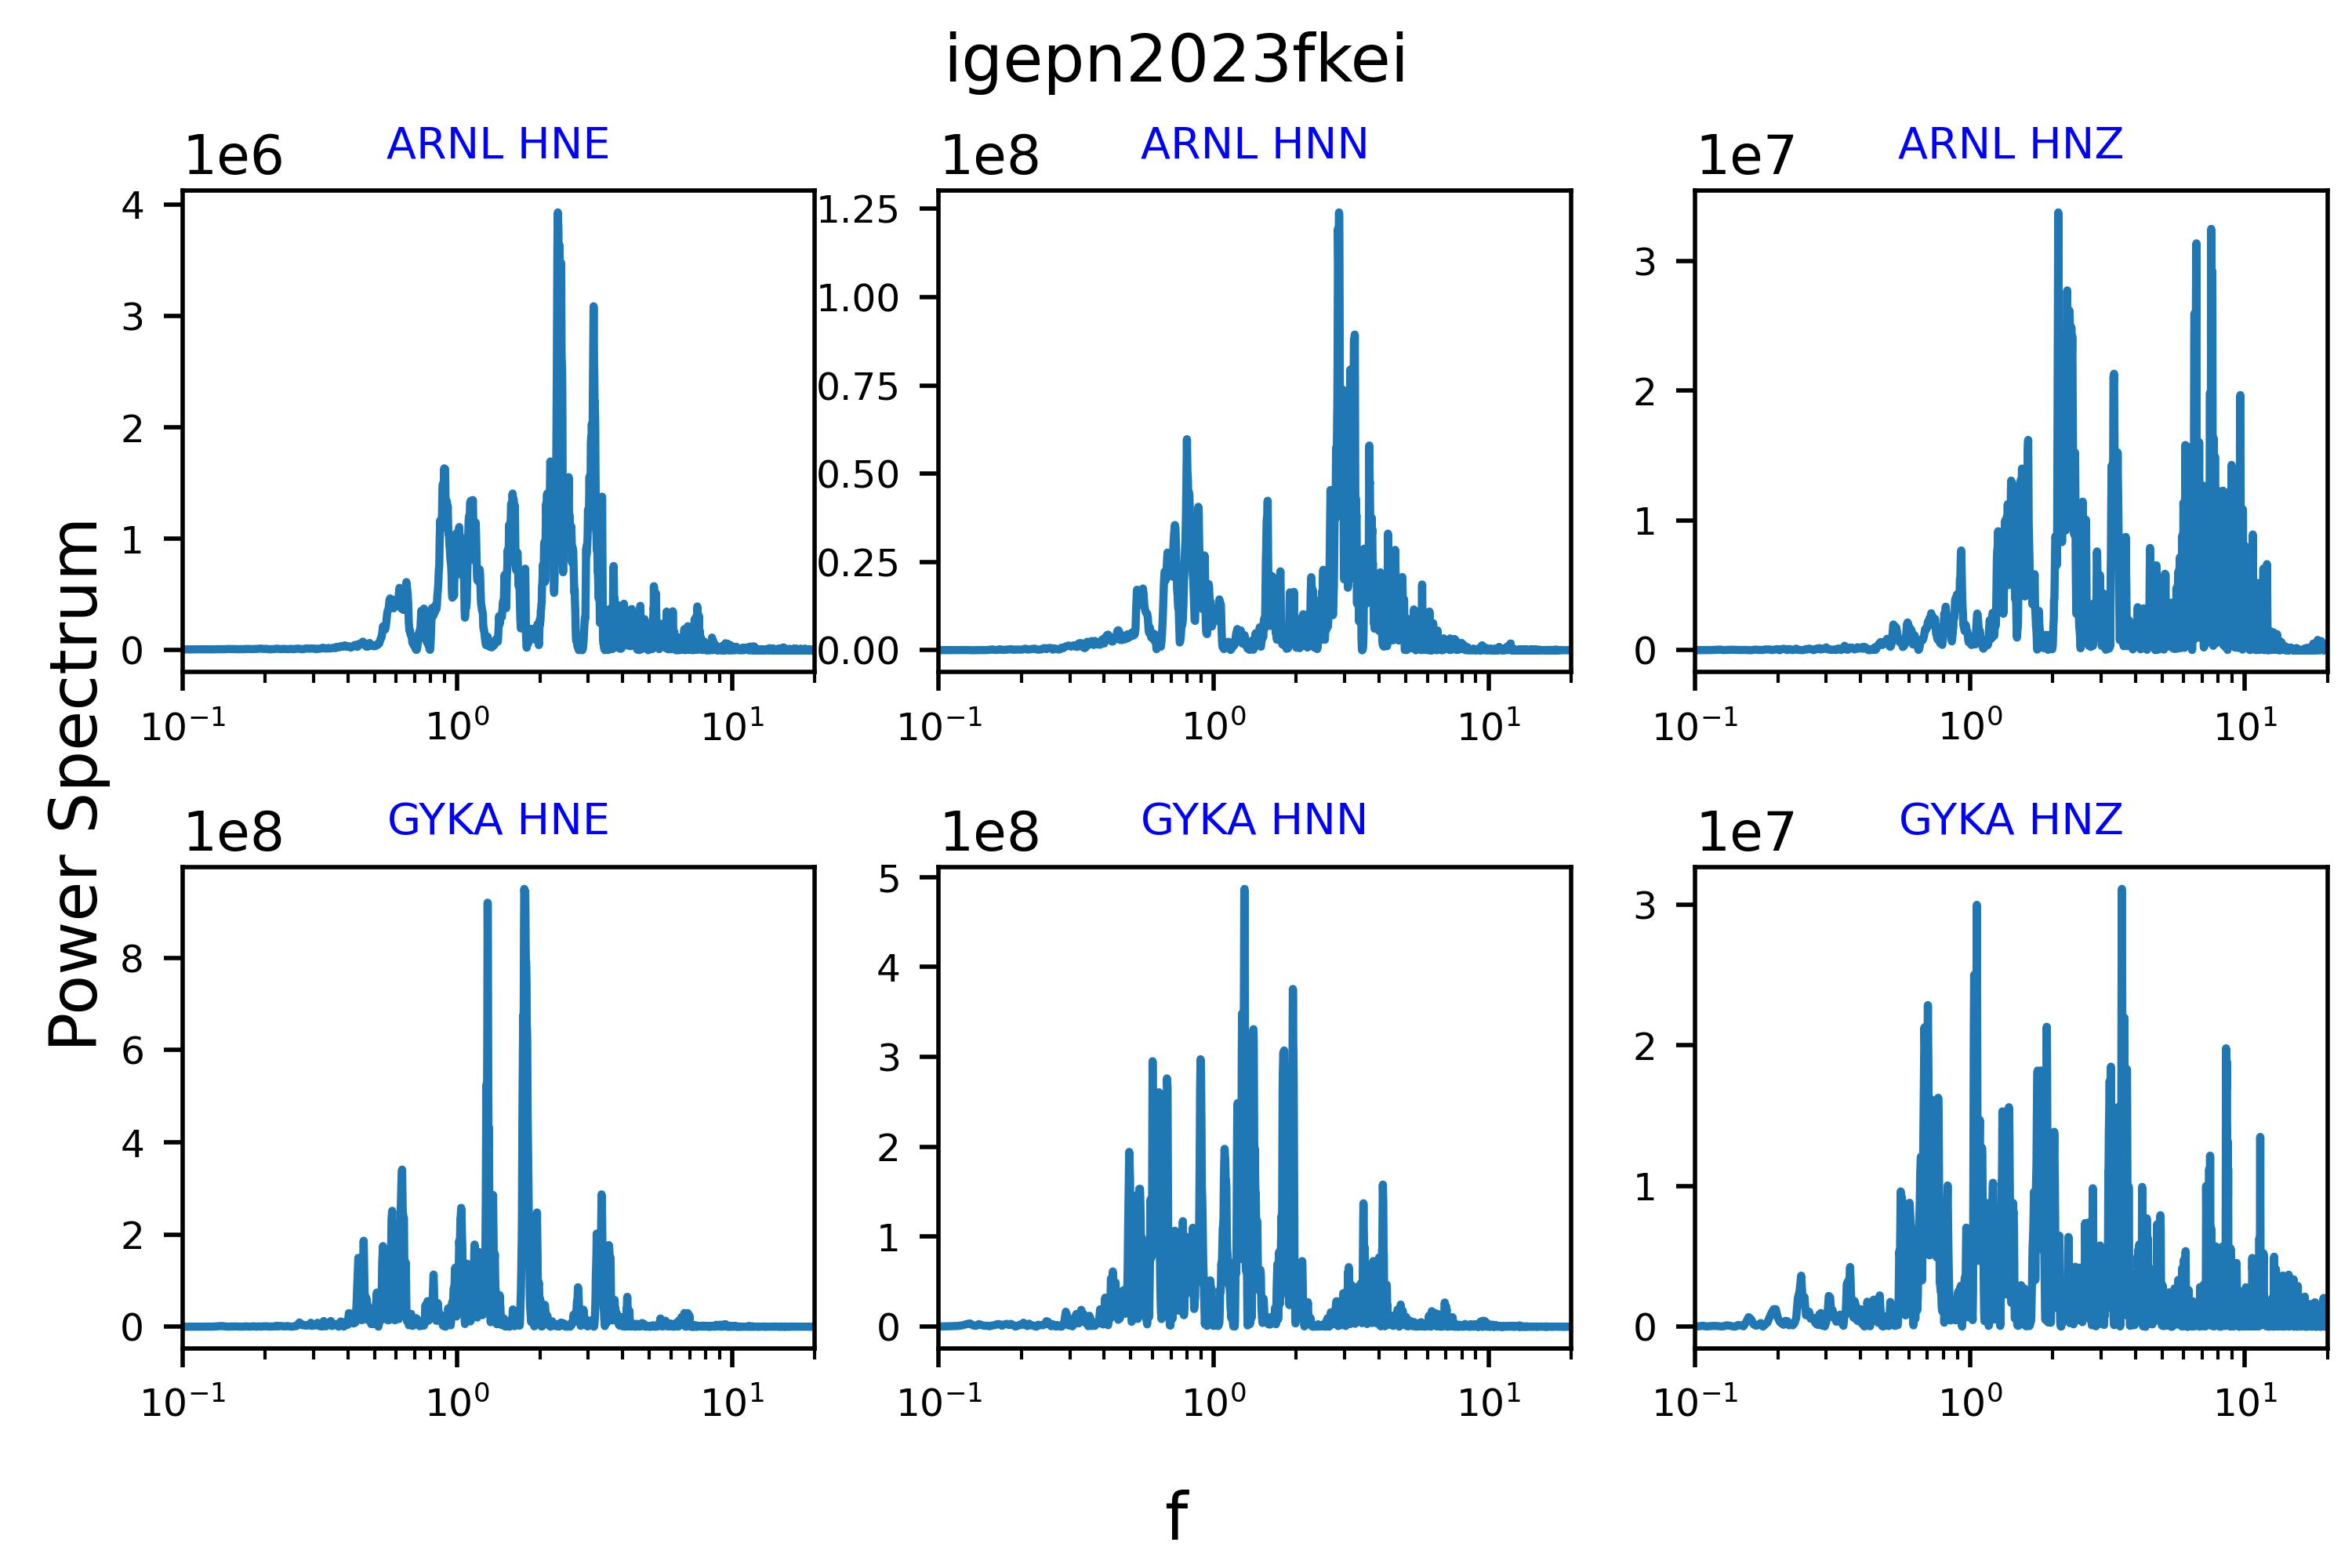 igepn2023fkei
1e6 ARNL HNE
1e8 ARNL HNN
1e7 ARNL HNZ
4
3
2
1
0
10⁻¹ 10⁰ 10¹
1.25
1.00
0.75
0.50
0.25
0.00
10⁻¹ 10⁰ 10¹
3
2
1
0
10⁻¹ 10⁰ 10¹
Power Spectrum
1e8 GYKA HNE
1e8 GYKA HNN
1e7 GYKA HNZ
8
6
4
2
0
10⁻¹ 10⁰ 10¹
5
4
3
2
1
0
10⁻¹ 10⁰ 10¹
3
2
1
0
10⁻¹ 10⁰ 10¹
f